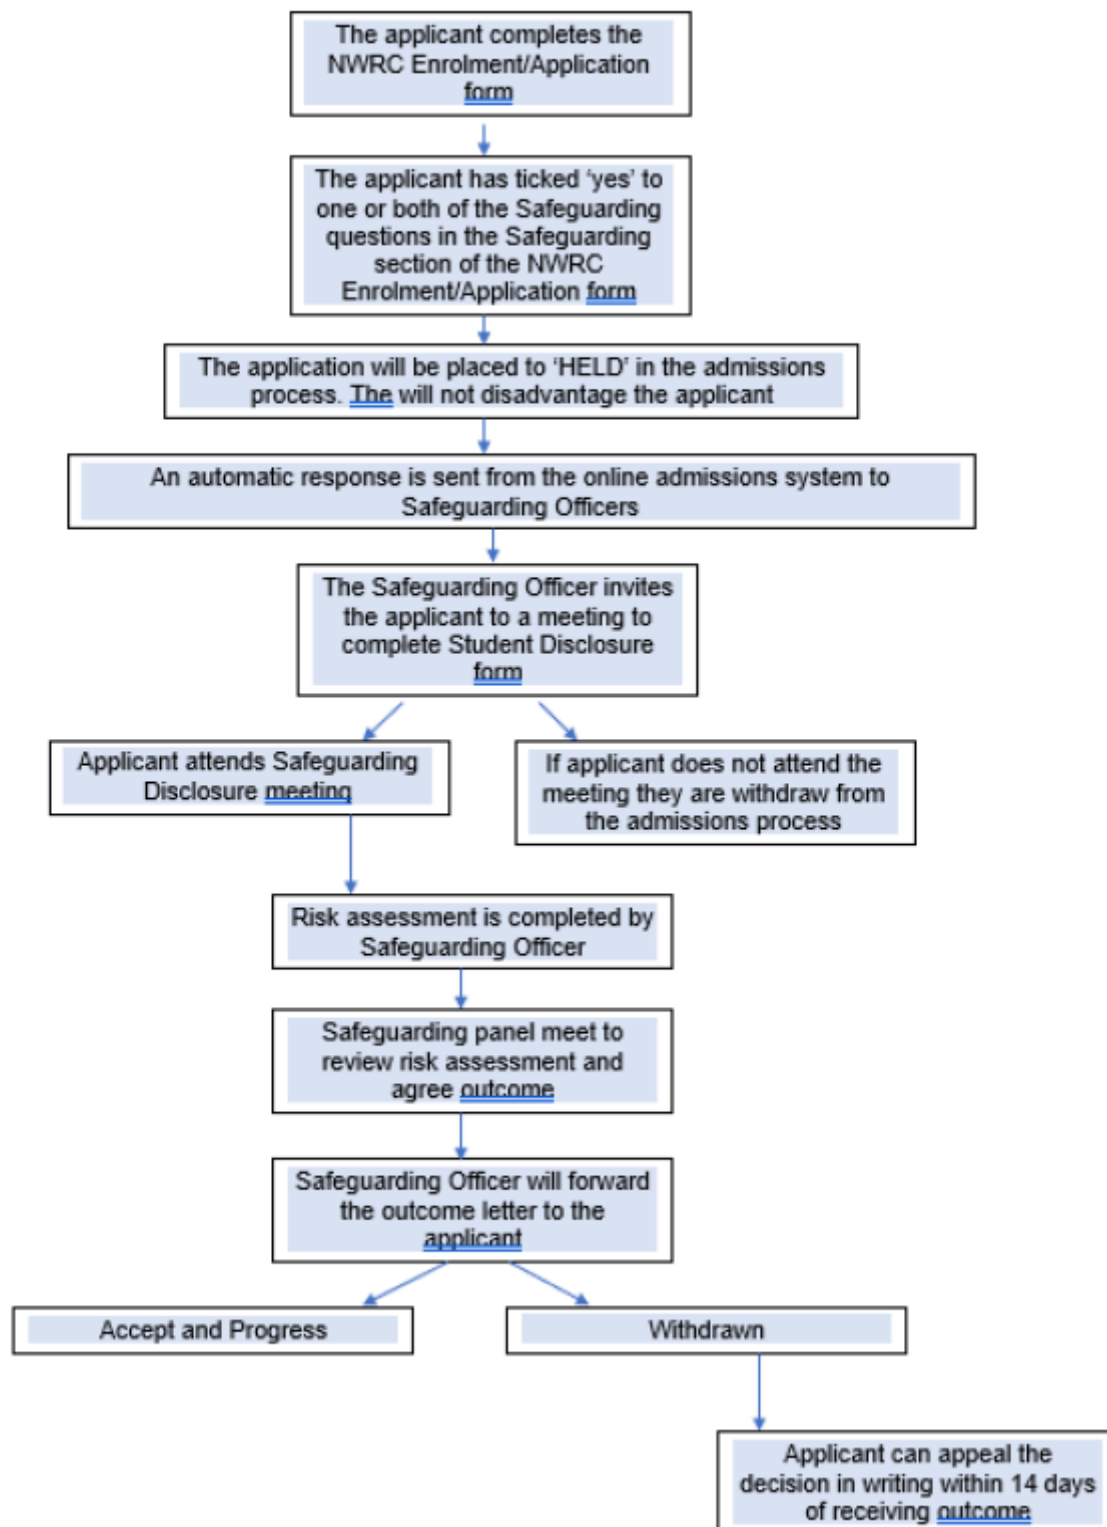 The applicant completes the
NWRC Enrolment/Application
form
The applicant has ticked ‘yes’ to
one or both of the Safeguarding
questions in the Safeguarding
section of the NWRC
Enrolment/Application form
The application will be placed to ‘HELD’ in the admissions
process. The will not disadvantage the applicant
An automatic response is sent from the online admissions system to
Safeguarding Officers
The Safeguarding Officer invites
the applicant to a meeting to
complete Student Disclosure
form
Applicant attends Safeguarding
Disclosure meeting
If applicant does not attend the
meeting they are withdraw from
the admissions process
Risk assessment is completed by
Safeguarding Officer
Safeguarding panel meet to
review risk assessment and
agree outcome
Safeguarding Officer will forward
the outcome letter to the
applicant
Accept and Progress
Withdrawn
Applicant can appeal the
decision in writing within 14 days
of receiving outcome